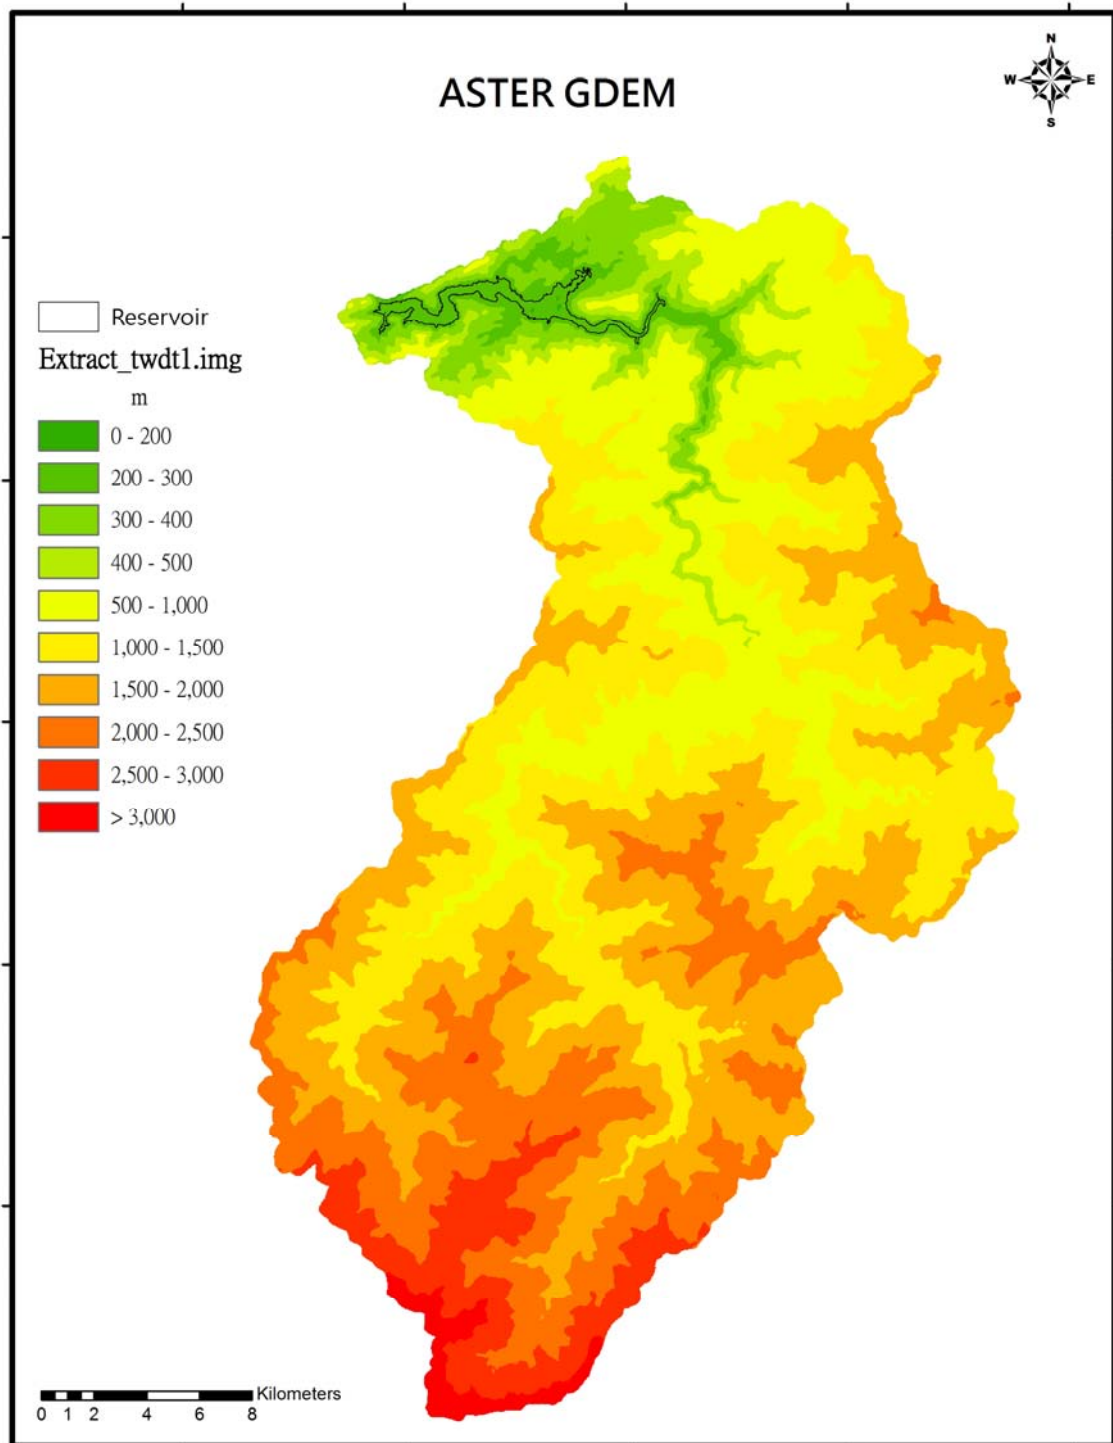 ASTER GDEM
N
W E
S
Reservoir
Extract_twdt1.img
m
0 - 200
200 - 300
300 - 400
400 - 500
500 - 1,000
1,000 - 1,500
1,500 - 2,000
2,000 - 2,500
2,500 - 3,000
> 3,000
Kilometers
0 1 2 4 6 8